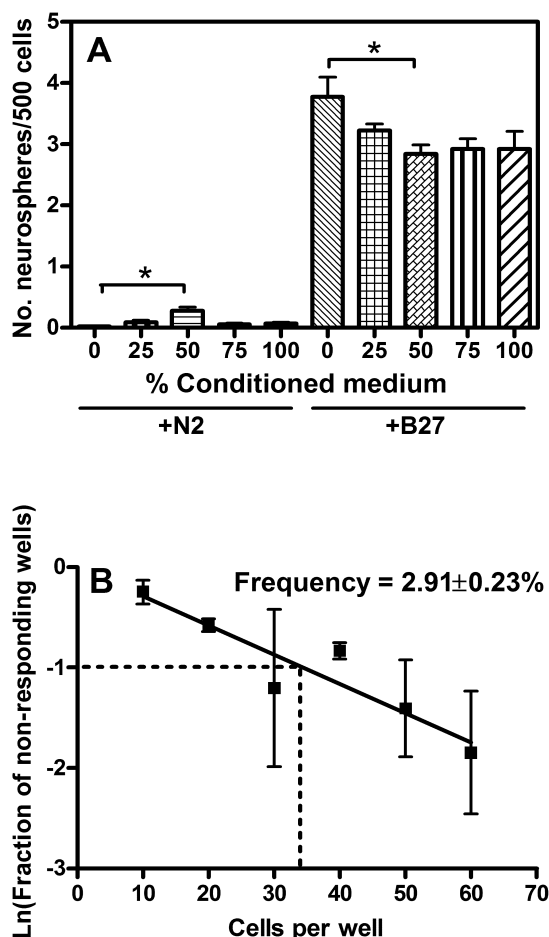 A
No. neurospheres/500 cells
5
4
3
2
1
0
*
*
0 25 50 75 100 0 25 50 75 100
% Conditioned medium
+N2 +B27
B
Frequency = 2.91±0.23%
Ln(Fraction of non-responding wells)
0
-1
-2
-3
0 10 20 30 40 50 60 70
Cells per well